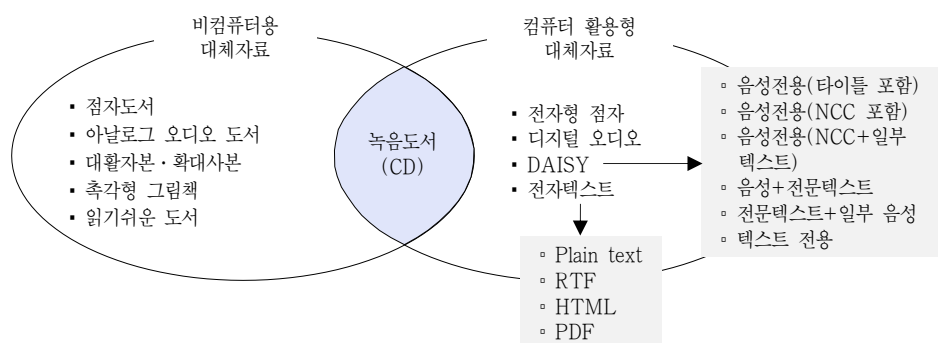 비컴퓨터용
대체자료
▪ 점자도서
▪ 아날로그 오디오 도서
▪ 대활자본·확대사본
▪ 촉각형 그림책
▪ 읽기쉬운 도서
녹음도서
(CD)
컴퓨터 활용형
대체자료
▪ 전자형 점자
▪ 디지털 오디오
▪ DAISY
▪ 전자텍스트
▫ 음성전용(타이틀 포함)
▫ 음성전용(NCC 포함)
▫ 음성전용(NCC+일부
텍스트)
▫ 음성+전문텍스트
▫ 전문텍스트+일부 음성
▫ 텍스트 전용
▫ Plain text
▫ RTF
▫ HTML
▫ PDF